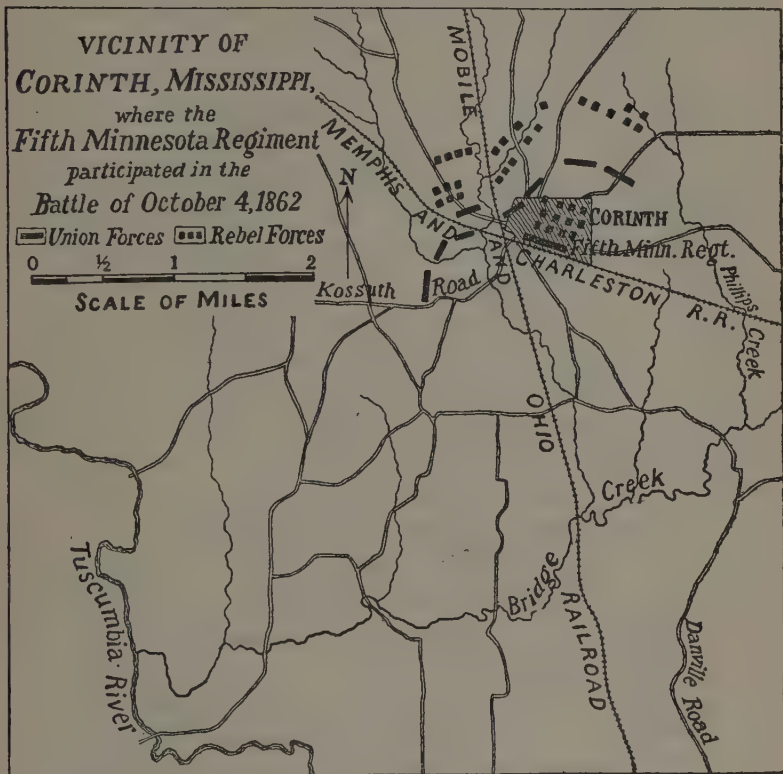 VICINITY OF
CORINTH, MISSISSIPPI,
where the
Fifth Minnesota Regiment
participated in the
Battle of October 4, 1862
Union Forces Rebel Forces
0 ½ 1 2
SCALE OF MILES
N
MOBILE AND OHIO RAILROAD
MEMPHIS AND CHARLESTON R.R.
CORINTH
Fifth Minn. Regt.
Kossuth Road
Phillips Creek
Bridge Creek
Tuscumbia River
Danville Road